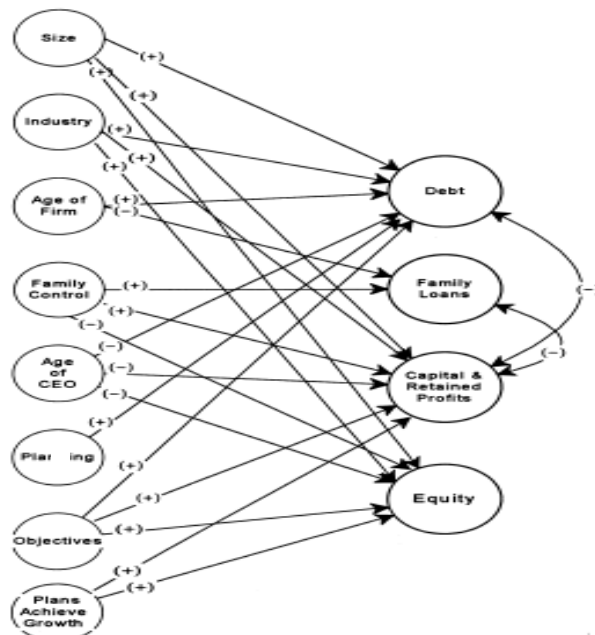 Size
(+)
(+)
(+)
Industry
(+)
(+)
(+)
Debt
Age of
Firm
(+)
(-)
Family
Control
(+)
(+)
(-)
Family
Loans
(-)
(-)
Age
of
CEO
(-)
(-)
(-)
Capital &
Retained
Profits
(+)
(+)
Equity
Objectives
(+)
(+)
Plans
Achieve
Growth
(+)
(+)